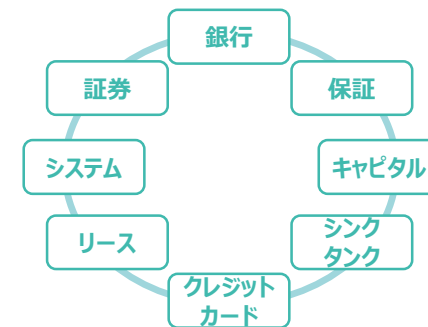 銀行
証券
保証
システム
キャピタル
リース
シンク
タンク
クレジット
カード